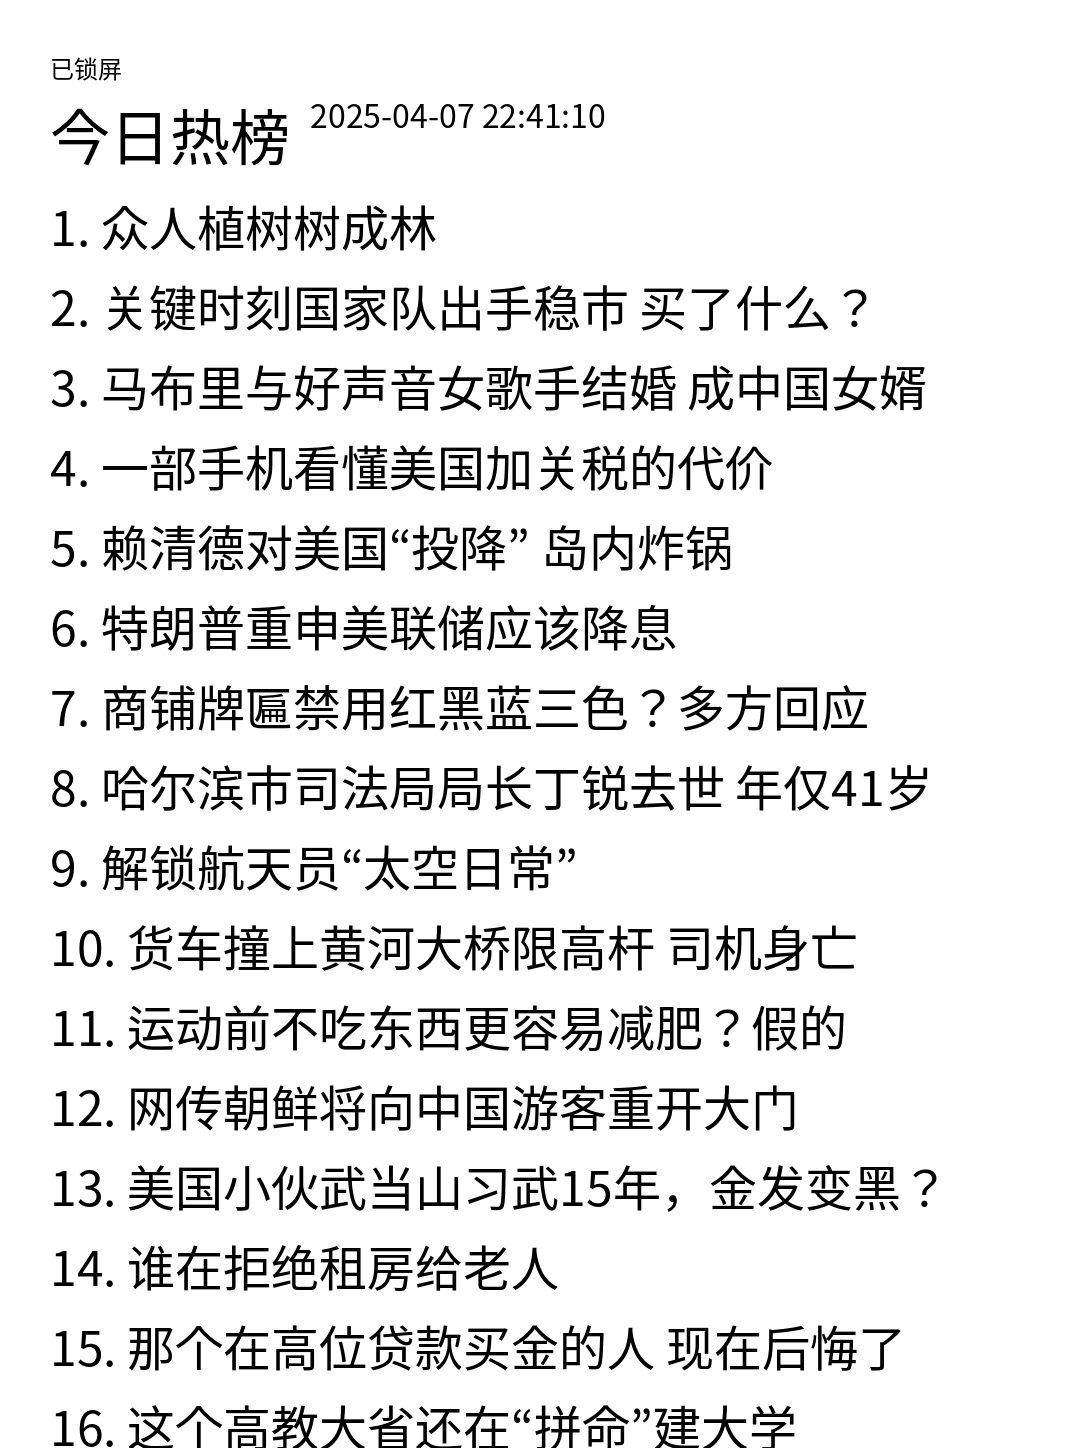 已锁屏
今日热榜 2025-04-07 22:41:10
1. 众人植树树成林
2. 关键时刻国家队出手稳市 买了什么？
3. 马布里与好声音女歌手结婚 成中国女婿
4. 一部手机看懂美国加关税的代价
5. 赖清德对美国“投降” 岛内炸锅
6. 特朗普重申美联储应该降息
7. 商铺牌匾禁用红黑蓝三色？多方回应
8. 哈尔滨市司法局局长丁锐去世 年仅41岁
9. 解锁航天员“太空日常”
10. 货车撞上黄河大桥限高杆 司机身亡
11. 运动前不吃东西更容易减肥？假的
12. 网传朝鲜将向中国游客重开大门
13. 美国小伙武当山习武15年，金发变黑？
14. 谁在拒绝租房给老人
15. 那个在高位贷款买金的人 现在后悔了
16. 这个高教大省还在“拼命”建大学